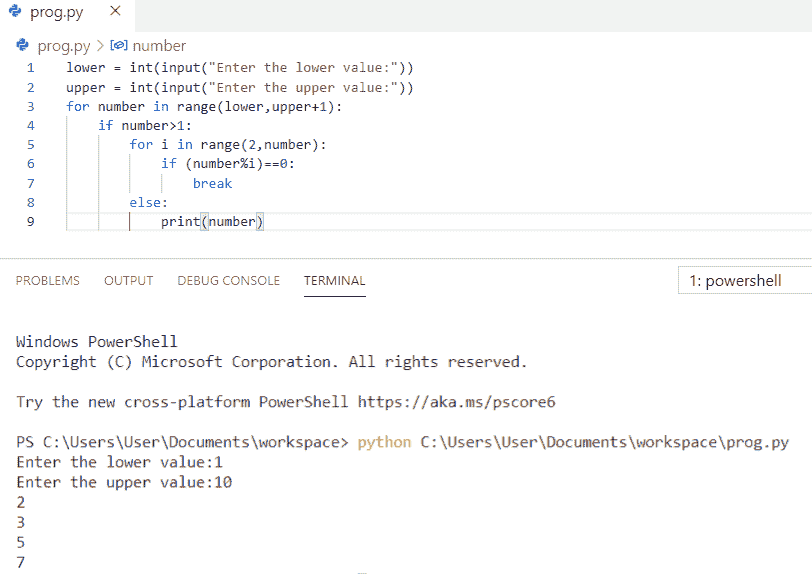 prog.py ×
prog.py > number
1 lower = int(input("Enter the lower value:"))
2 upper = int(input("Enter the upper value:"))
3 for number in range(lower,upper+1):
4     if number>1:
5         for i in range(2,number):
6             if (number%i)==0:
7                 break
8         else:
9             print(number)
PROBLEMS OUTPUT DEBUG CONSOLE TERMINAL 1: powershell
Windows PowerShell
Copyright (C) Microsoft Corporation. All rights reserved.
Try the new cross-platform PowerShell https://aka.ms/pscore6
PS C:\Users\User\Documents\workspace> python C:\Users\User\Documents\workspace\prog.py
Enter the lower value:1
Enter the upper value:10
2
3
5
7